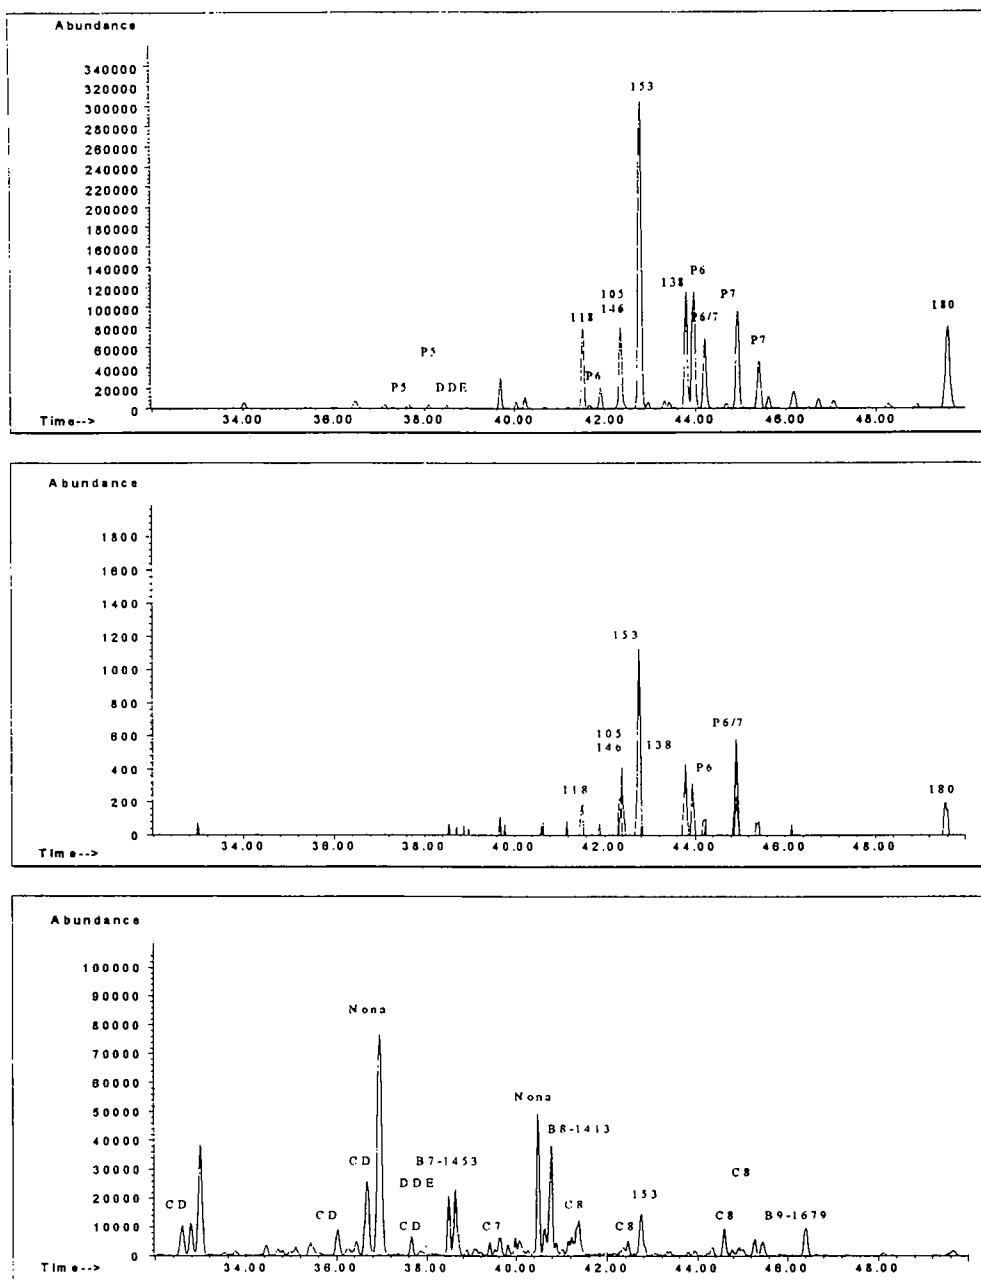 Abundance
340000
320000
300000
280000
260000
240000
220000
200000
180000
160000
140000
120000
100000
80000
60000
40000
20000
0
153
P6
138
P7
105
146
118
P6/7
180
P7
P5
P6
P5
DDE
Time-->
34.00
36.00
38.00
40.00
42.00
44.00
46.00
48.00
Abundance
1800
1600
1400
1200
1000
800
600
400
200
0
153
P6/7
105
146
138
P6
118
180
Time-->
34.00
36.00
38.00
40.00
42.00
44.00
46.00
48.00
Abundance
100000
90000
80000
70000
60000
50000
40000
30000
20000
10000
0
Nona
Nona
B8-1413
CD
B7-1453
DDE
C8
CD
CD
CD
C7
C8
C8
153
C8
B9-1679
Time-->
34.00
36.00
38.00
40.00
42.00
44.00
46.00
48.00